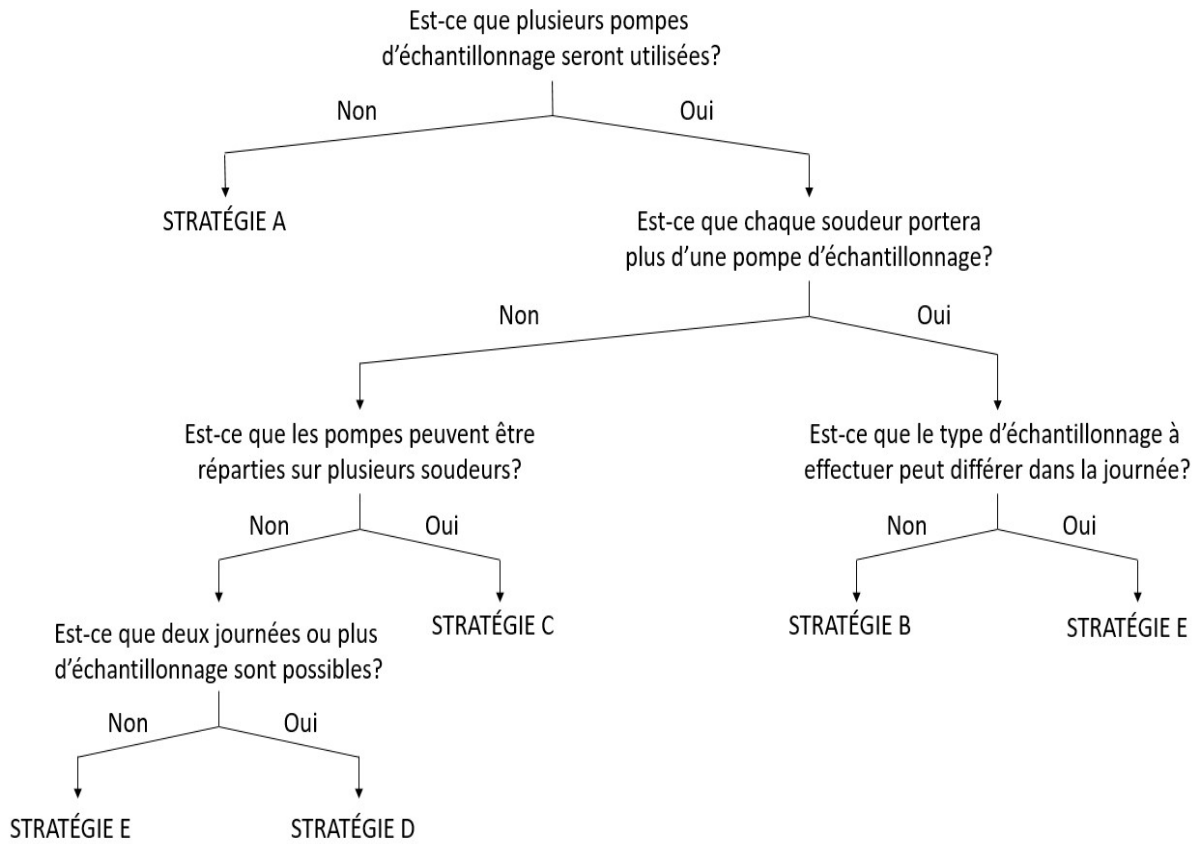 Est-ce que plusieurs pompes
d’échantillonnage seront utilisées?
Non
Oui
STRATÉGIE A
Est-ce que chaque soudeur portera
plus d’une pompe d’échantillonnage?
Non
Oui
Est-ce que les pompes peuvent être
réparties sur plusieurs soudeurs?
Est-ce que le type d’échantillonnage à
effectuer peut différer dans la journée?
Non
Oui
Non
Oui
Est-ce que deux journées ou plus
d’échantillonnage sont possibles?
STRATÉGIE C
STRATÉGIE B
STRATÉGIE E
Non
Oui
STRATÉGIE E
STRATÉGIE D